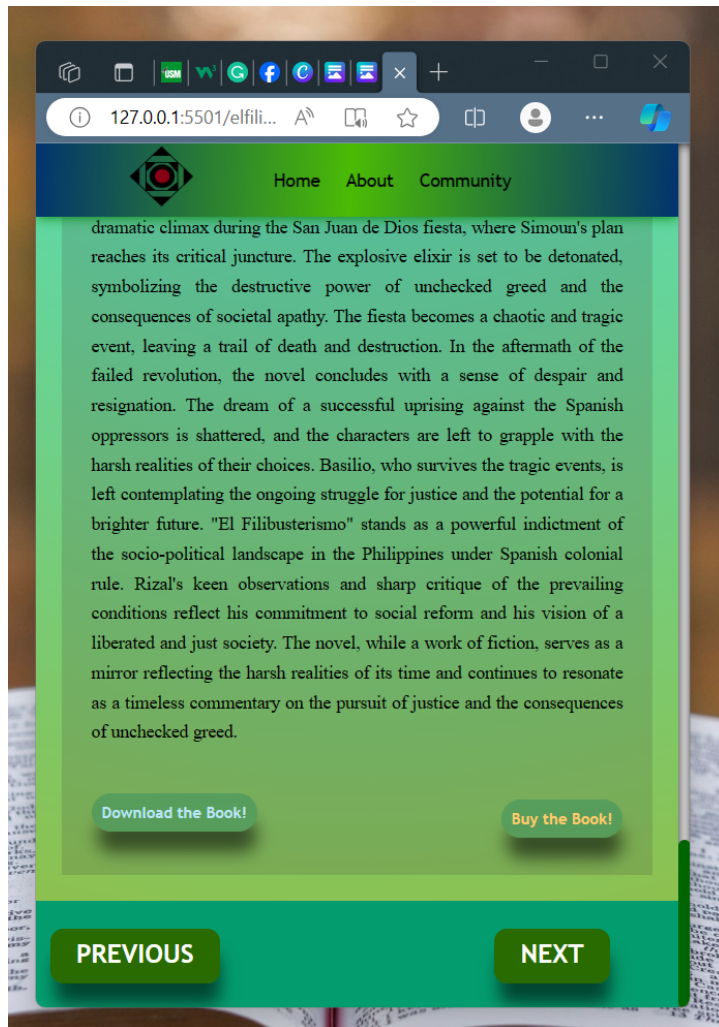 USM
127.0.0.1:5501/elfili...
Home About Community
dramatic climax during the San Juan de Dios fiesta, where Simoun's plan
reaches its critical juncture. The explosive elixir is set to be detonated,
symbolizing the destructive power of unchecked greed and the
consequences of societal apathy. The fiesta becomes a chaotic and tragic
event, leaving a trail of death and destruction. In the aftermath of the
failed revolution, the novel concludes with a sense of despair and
resignation. The dream of a successful uprising against the Spanish
oppressors is shattered, and the characters are left to grapple with the
harsh realities of their choices. Basilio, who survives the tragic events, is
left contemplating the ongoing struggle for justice and the potential for a
brighter future. "El Filibusterismo" stands as a powerful indictment of
the socio-political landscape in the Philippines under Spanish colonial
rule. Rizal's keen observations and sharp critique of the prevailing
conditions reflect his commitment to social reform and his vision of a
liberated and just society. The novel, while a work of fiction, serves as a
mirror reflecting the harsh realities of its time and continues to resonate
as a timeless commentary on the pursuit of justice and the consequences
of unchecked greed.
Download the Book! Buy the Book!
PREVIOUS NEXT